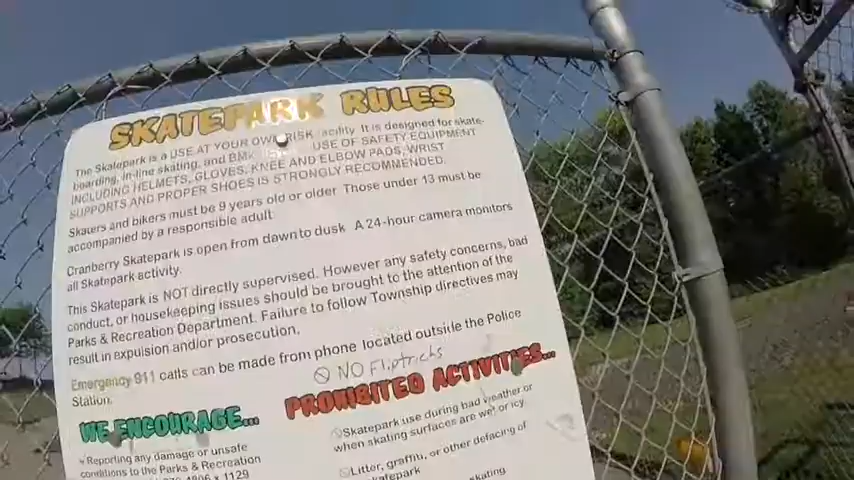 SKATEPARK RULES
The Skatepark is a USE AT YOUR OWN RISK facility. It is designed for skate-
boarding, in-line skating, and BMX USE OF SAFETY EQUIPMENT
INCLUDING HELMETS, GLOVES, KNEE AND ELBOW PADS, WRIST
SUPPORTS AND PROPER SHOES IS STRONGLY RECOMMENDED.
Skaters and bikers must be 9 years old or older. Those under 13 must be
accompanied by a responsible adult.
Cranberry Skatepark is open from dawn to dusk. A 24-hour camera monitors
all Skatepark activity.
This Skatepark is NOT directly supervised. However any safety concerns, bad
conduct, or housekeeping issues should be brought to the attention of the
Parks & Recreation Department. Failure to follow Township directives may
result in expulsion and/or prosecution.
Emergency 911 calls can be made from phone located outside the Police
Station.
NO Fliptricks
WE ENCOURAGE...
Reporting any damage or unsafe
conditions to the Parks & Recreation
4806 x 1129
PROHIBITED ACTIVITIES...
Skatepark use during bad weather or
when skating surfaces are wet or icy.
Litter, graffiti, or other defacing of
skatepark
skating